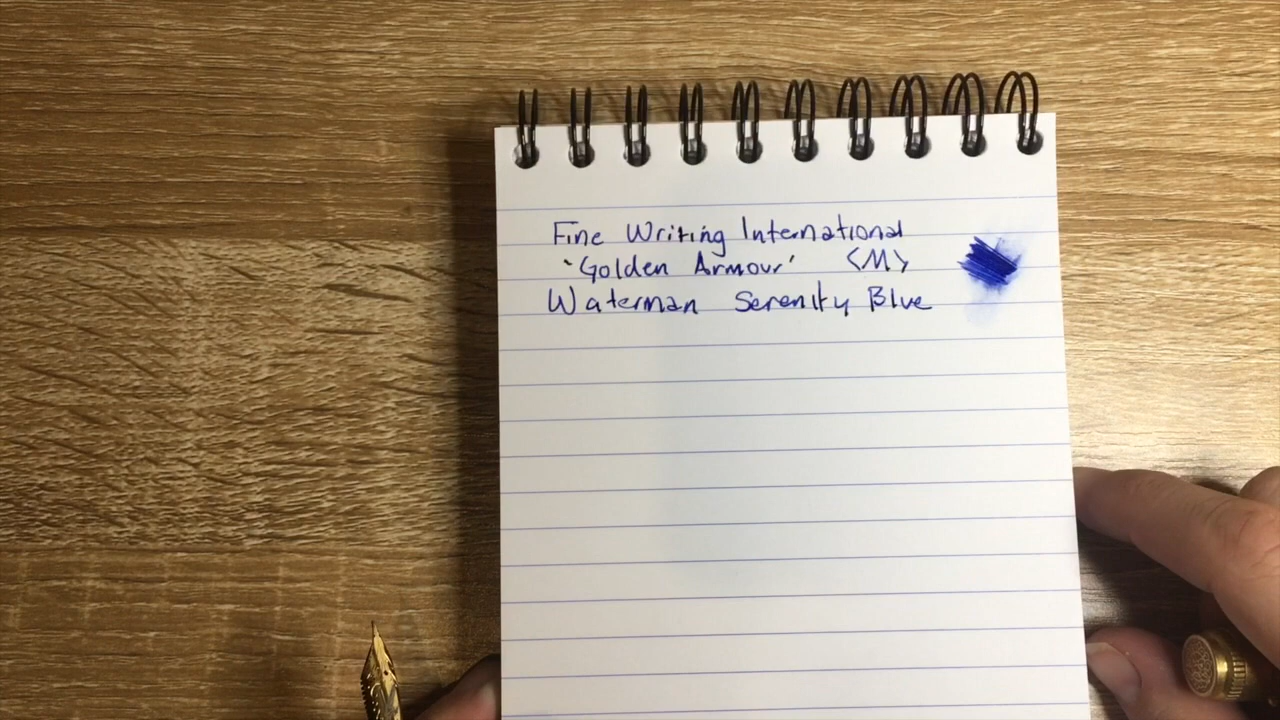 Fine Writing International
'Golden Armour' <M>
Waterman Serenity Blue